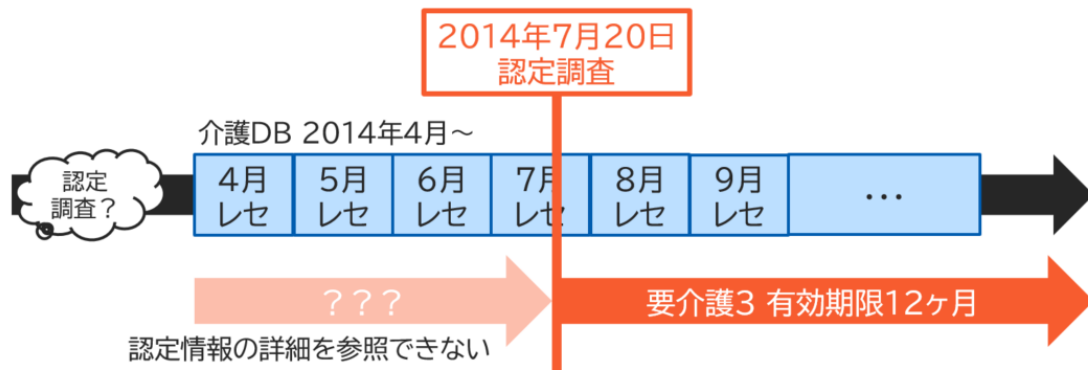 2014年7月20日
認定調査
介護DB 2014年4月～
認定
調査？
4月
レセ
5月
レセ
6月
レセ
7月
レセ
8月
レセ
9月
レセ
…
？？？
要介護3 有効期限12ヶ月
認定情報の詳細を参照できない